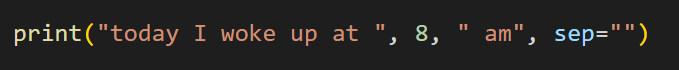 print("today I woke up at ", 8, " am", sep="")